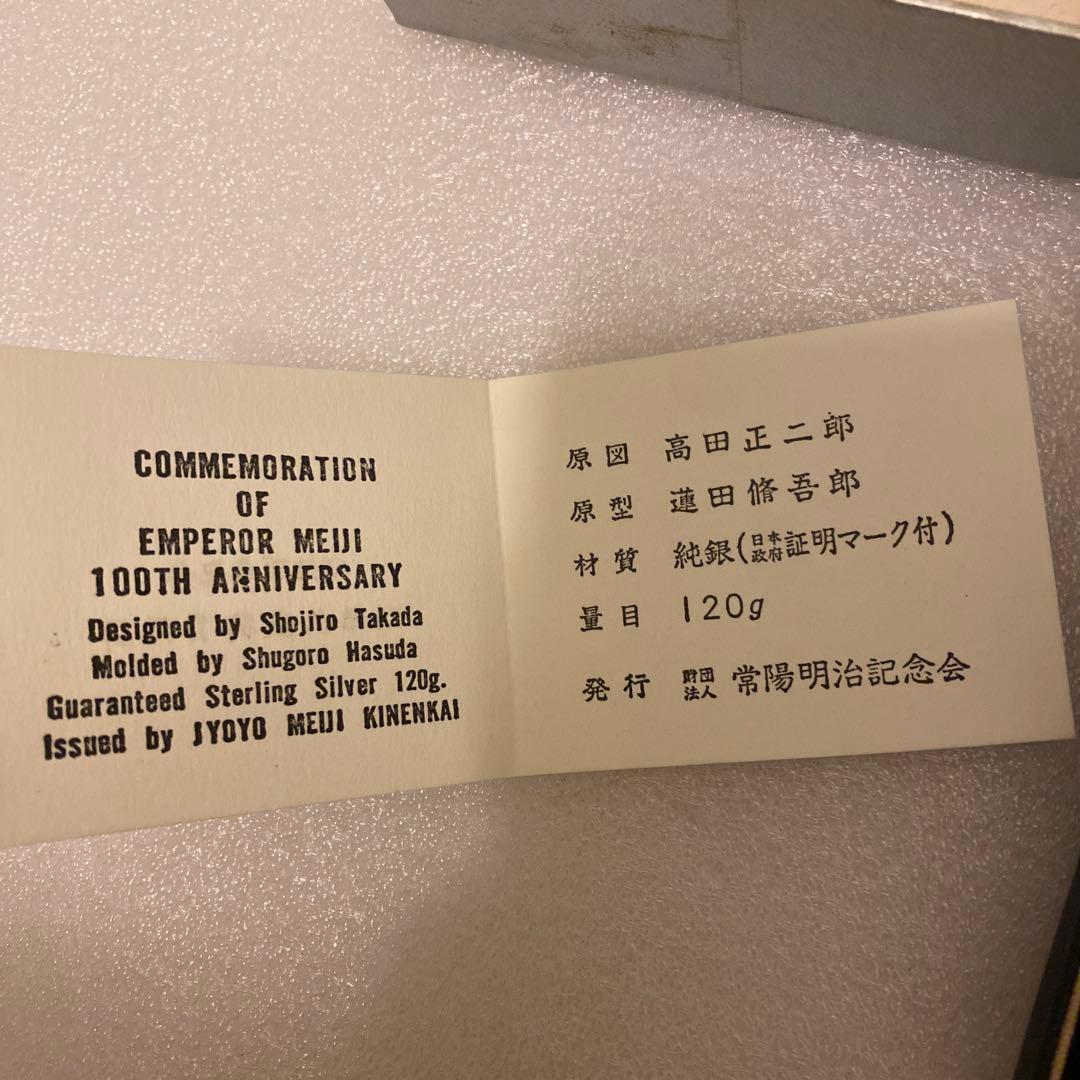 COMMEMORATION
OF
EMPEROR MEIJI
100TH ANNIVERSARY
Designed by Shojiro Takada
Molded by Shugoro Hasuda
Guaranteed Sterling Silver 120g.
Issued by JYOYO MEIJI KINENKAI
原図 高田正二郎
原型 蓮田脩吾郎
材質 純銀(日本政府証明マーク付)
量目 120g
発行 財団法人 常陽明治記念会